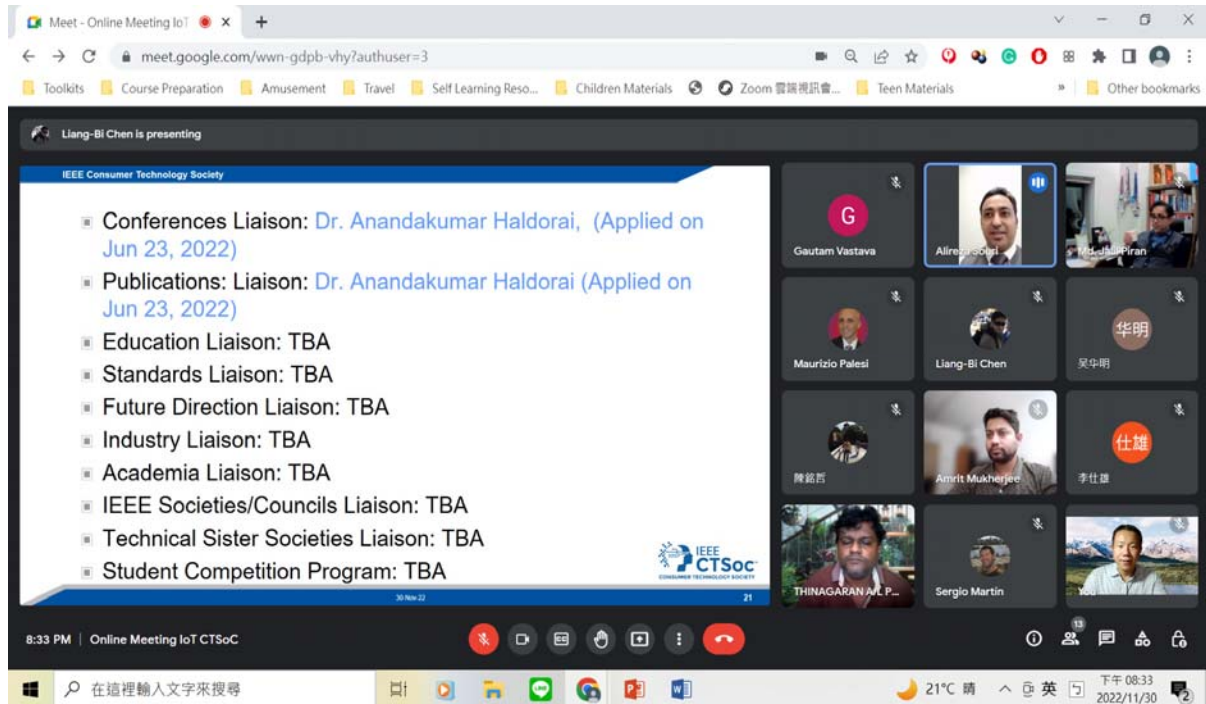 Meet - Online Meeting IoT
meet.google.com/wwn-gdpb-vhy?authuser=3
Toolkits
Course Preparation
Amusement
Travel
Self Learning Reso...
Children Materials
Zoom 雲端視訊會...
Teen Materials
»
Other bookmarks
Liang-Bi Chen is presenting
IEEE Consumer Technology Society
Conferences Liaison: Dr. Anandakumar Haldorai, (Applied on
Jun 23, 2022)
Publications: Liaison: Dr. Anandakumar Haldorai (Applied on
Jun 23, 2022)
Education Liaison: TBA
Standards Liaison: TBA
Future Direction Liaison: TBA
Industry Liaison: TBA
Academia Liaison: TBA
IEEE Societies/Councils Liaison: TBA
Technical Sister Societies Liaison: TBA
Student Competition Program: TBA
IEEE
CTSoc
CONSUMER TECHNOLOGY SOCIETY
30 Nov 22
21
G
Gautam Vastava
Alireza Souri
Md. Jalil Piran
Maurizio Palesi
Liang-Bi Chen
华明
吴华明
陳銘哲
Amrit Mukherjee
仕雄
李仕雄
THINAGARAN A/L P...
Sergio Martin
You
8:33 PM | Online Meeting IoT CTSoC
CC
13
在這裡輸入文字來搜尋
21°C 晴
英
下午 08:33
2022/11/30
2